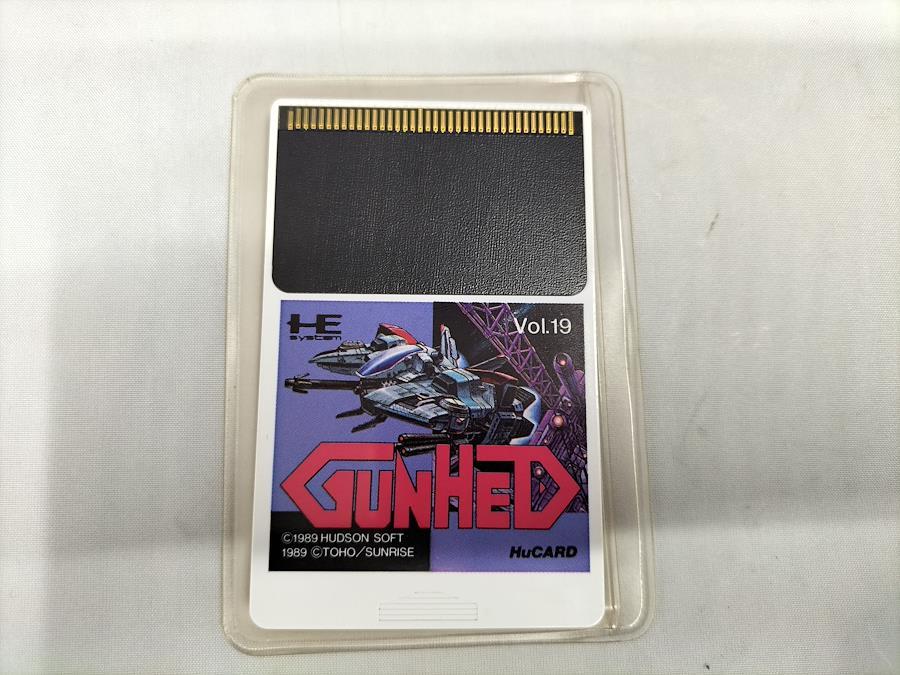 HE
system
Vol.19
GUNHED
©1989 HUDSON SOFT
1989 ©TOHO/SUNRISE
HuCARD